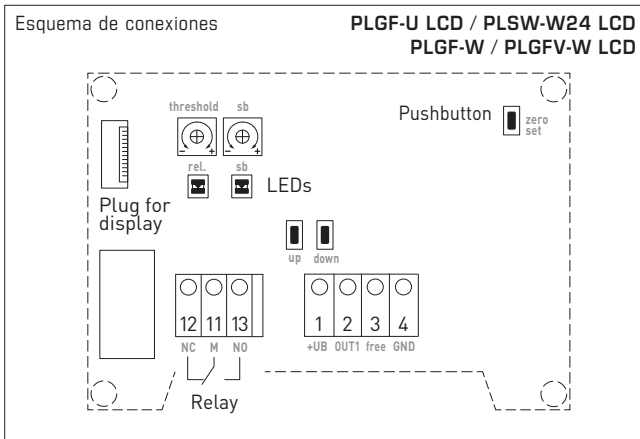 Esquema de conexiones
PLGF-U LCD / PLSW-W24 LCD
PLGF-W / PLGFV-W LCD
threshold sb
Pushbutton
zero
set
- + - +
rel. sb
LEDs
Plug for
display
up down
12 11 13
NC M NO
1 2 3 4
+UB OUT1 free GND
Relay